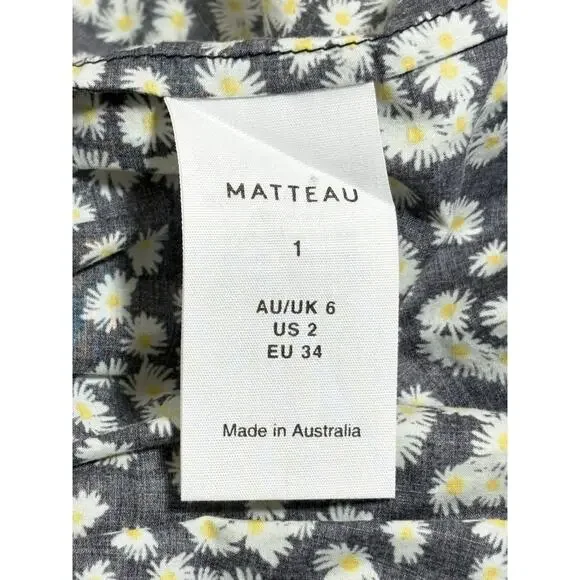 MATTEAU
1
AU/UK 6
US 2
EU 34
Made in Australia